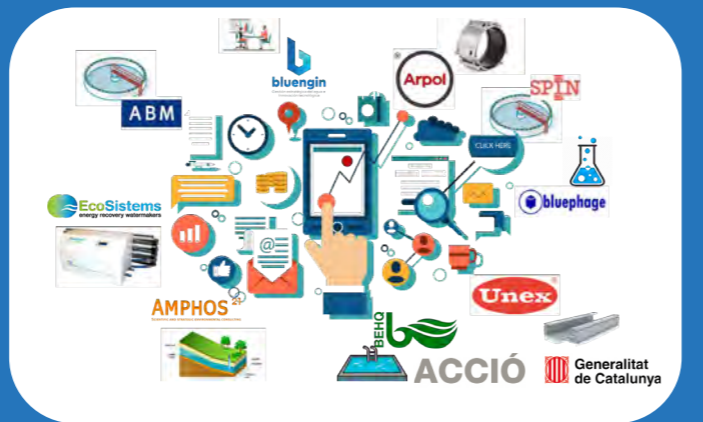 bluengin
Arpol
SPIN
ABM
CLICK HERE
EcoSistems
energy recovery watermakers
bluephage
@
AMPHOS 21
Unex
BEHQ
ACCIÓ
Generalitat
de Catalunya